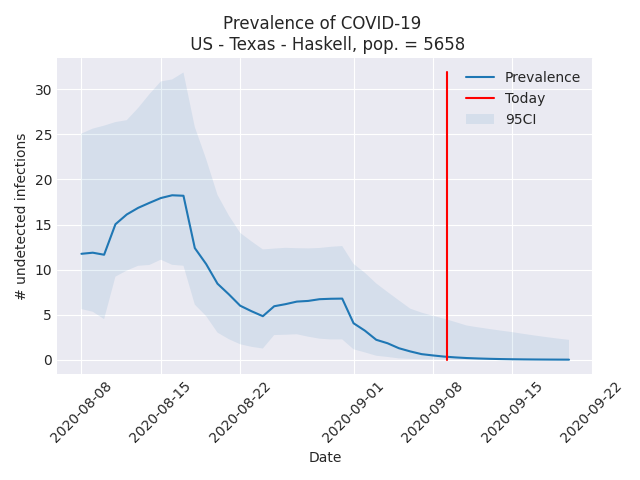 Prevalence of COVID-19
US - Texas - Haskell, pop. = 5658
Prevalence
Today
95CI
# undetected infections
30
25
20
15
10
5
0
2020-08-08
2020-08-15
2020-08-22
2020-09-01
2020-09-08
2020-09-15
2020-09-22
Date